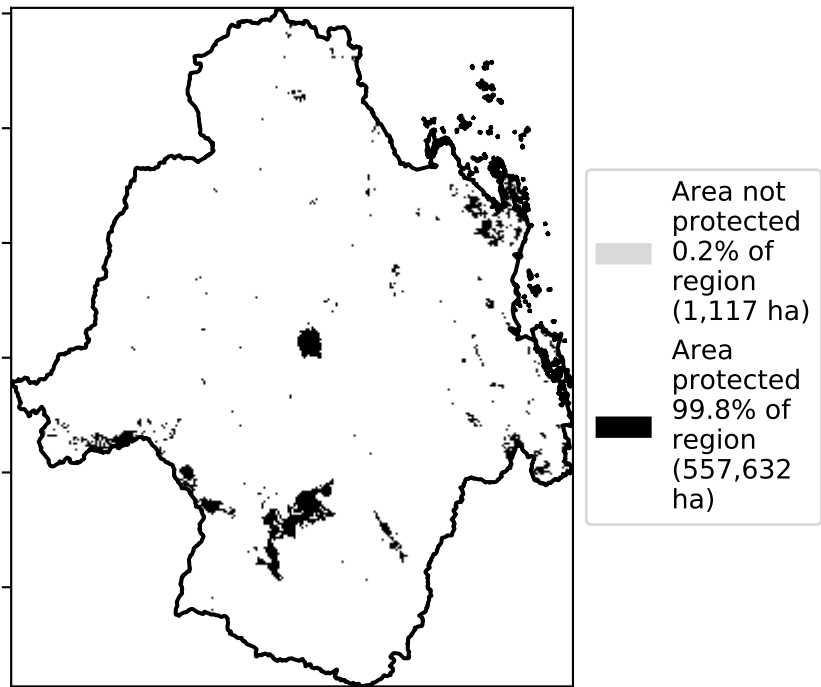 Area not
protected
0.2% of
region
(1,117 ha)
Area
protected
99.8% of
region
(557,632
ha)